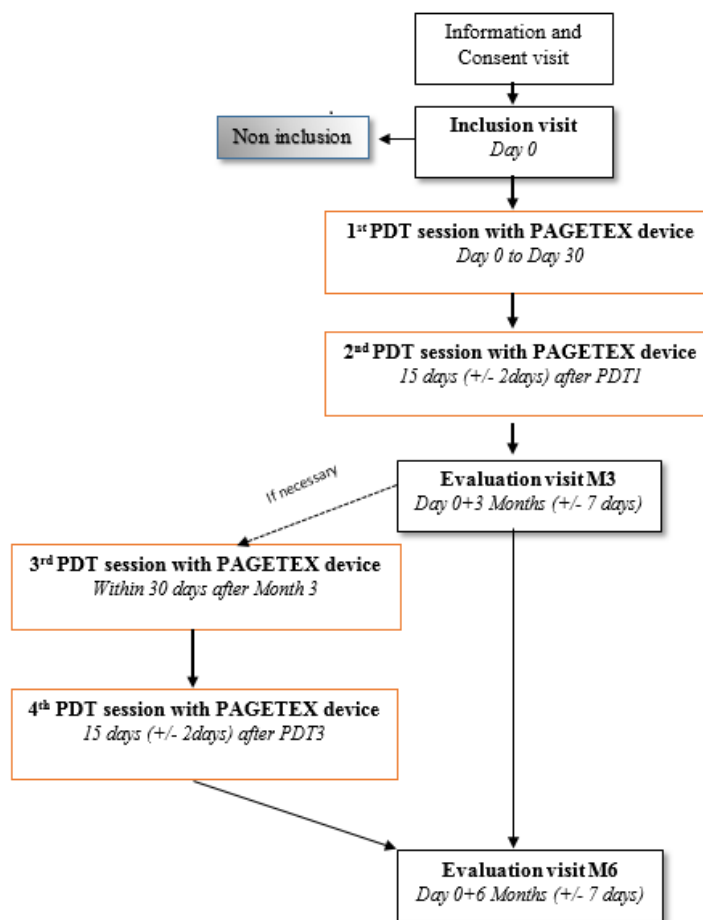 Information and
Consent visit
Inclusion visit
Day 0
Non inclusion
1st PDT session with PAGETEX device
Day 0 to Day 30
2nd PDT session with PAGETEX device
15 days (+/- 2days) after PDT1
Evaluation visit M3
Day 0+3 Months (+/- 7 days)
If necessary
3rd PDT session with PAGETEX device
Within 30 days after Month 3
4th PDT session with PAGETEX device
15 days (+/- 2days) after PDT3
Evaluation visit M6
Day 0+6 Months (+/- 7 days)